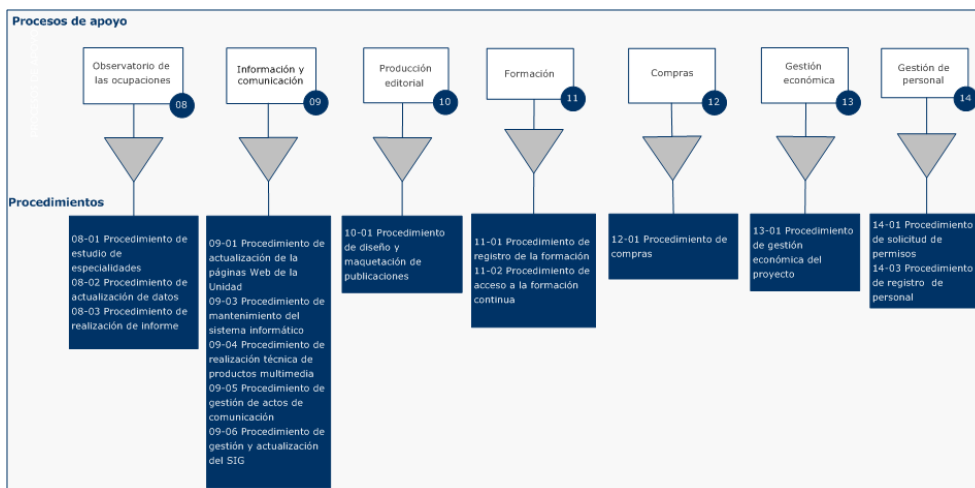 Procesos de apoyo
Observatorio de
las ocupaciones
08
Información y
comunicación
09
Producción
editorial
10
Formación
11
Compras
12
Gestión
económica
13
Gestión de
personal
14
Procedimientos
08-01 Procedimiento de
estudio de
especialidades
08-02 Procedimiento de
actualización de datos
08-03 Procedimiento de
realización de informe
09-01 Procedimiento de
actualización de la
páginas Web de la
Unidad
09-03 Procedimiento de
mantenimiento del
sistema informático
09-04 Procedimiento de
realización técnica de
productos multimedia
09-05 Procedimiento de
gestión de actos de
comunicación
09-06 Procedimiento de
gestión y actualización
del SIG
10-01 Procedimiento
de diseño y
maquetación de
publicaciones
11-01 Procedimiento de
registro de la formación
11-02 Procedimiento de
acceso a la formación
continua
12-01 Procedimiento de
compras
13-01 Procedimiento
de gestión
económica del
proyecto
14-01 Procedimiento
de solicitud de
permisos
14-03 Procedimiento
de registro de
personal